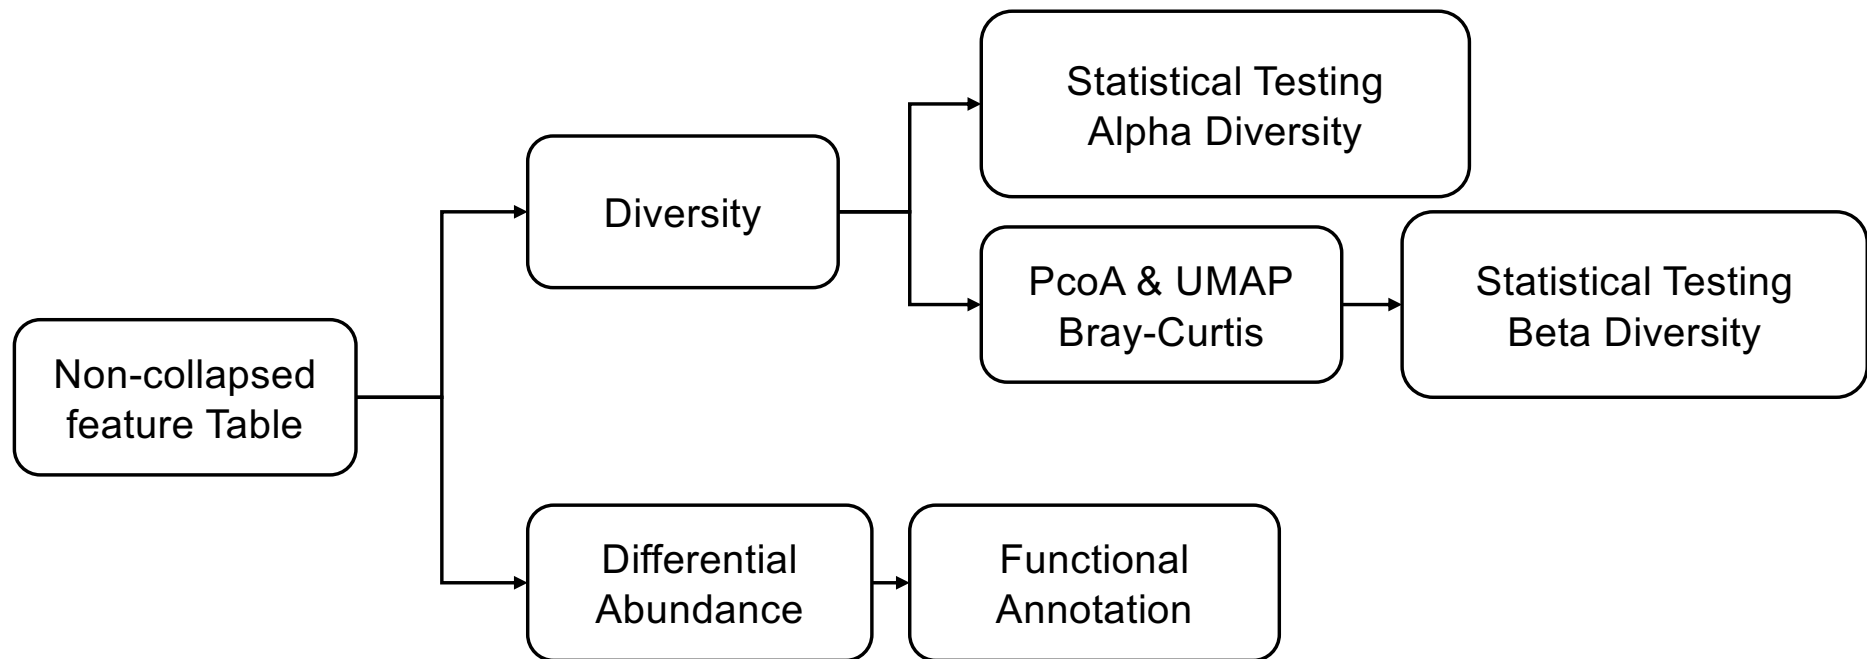 Statistical Testing
Alpha Diversity
Diversity
PcoA & UMAP
Bray-Curtis
Statistical Testing
Beta Diversity
Non-collapsed
feature Table
Differential
Abundance
Functional
Annotation